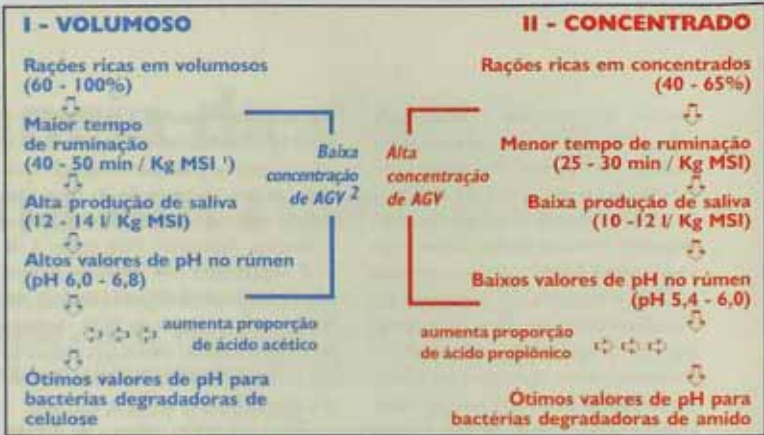 I - VOLUMOSO
Rações ricas em volumosos
(60 - 100%)
Maior tempo
de ruminação
(40 - 50 min / Kg MSI ¹)
Alta produção de saliva
(12 - 14 l/ Kg MSI)
Altos valores de pH no rúmen
(pH 6,0 - 6,8)
aumenta proporção
de ácido acético
Ótimos valores de pH para
bactérias degradadoras de
celulose
Baixa
concentração
de AGV 2
II - CONCENTRADO
Rações ricas em concentrados
(40 - 65%)
Alta
concentração
de AGV
Menor tempo de ruminação
(25 - 30 min / Kg MSI)
Baixa produção de saliva
(10 -12 l/ Kg MSI)
Baixos valores de pH no rúmen
(pH 5,4 - 6,0)
aumenta proporção
de ácido propiônico
Ótimos valores de pH para
bactérias degradadoras de amido